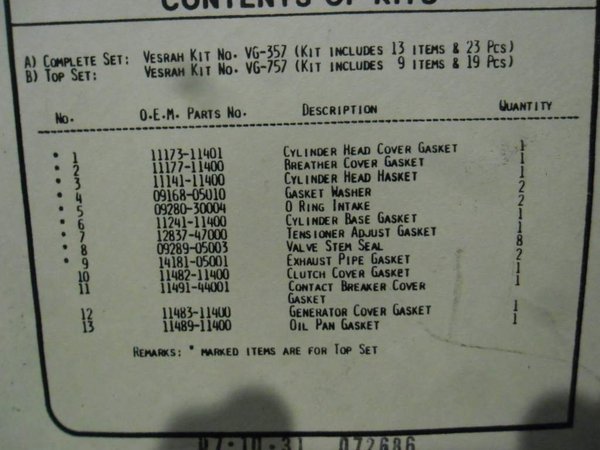 CONTENTS OF KITS
A) COMPLETE SET: VESRAH KIT NO. VG-357 (KIT INCLUDES 13 ITEMS & 23 PCS)
B) TOP SET: VESRAH KIT NO. VG-757 (KIT INCLUDES 9 ITEMS & 19 PCS)
NO. O.E.M. PARTS NO. DESCRIPTION QUANTITY
* 1 11173-11401 CYLINDER HEAD COVER GASKET 1
* 2 11177-11400 BREATHER COVER GASKET 1
* 3 11141-11400 CYLINDER HEAD HASKET 1
* 4 09168-05010 GASKET WASHER 2
* 5 09280-30004 O RING INTAKE 2
* 6 11241-11400 CYLINDER BASE GASKET 1
* 7 12837-47000 TENSIONER ADJUST GASKET 1
* 8 09289-05003 VALVE STEM SEAL 8
* 9 14181-05001 EXHAUST PIPE GASKET 2
10 11482-11400 CLUTCH COVER GASKET 1
11 11491-44001 CONTACT BREAKER COVER 1
GASKET
12 11483-11400 GENERATOR COVER GASKET 1
13 11489-11400 OIL PAN GASKET 1
REMARKS: * MARKED ITEMS ARE FOR TOP SET
07·10·31 072686